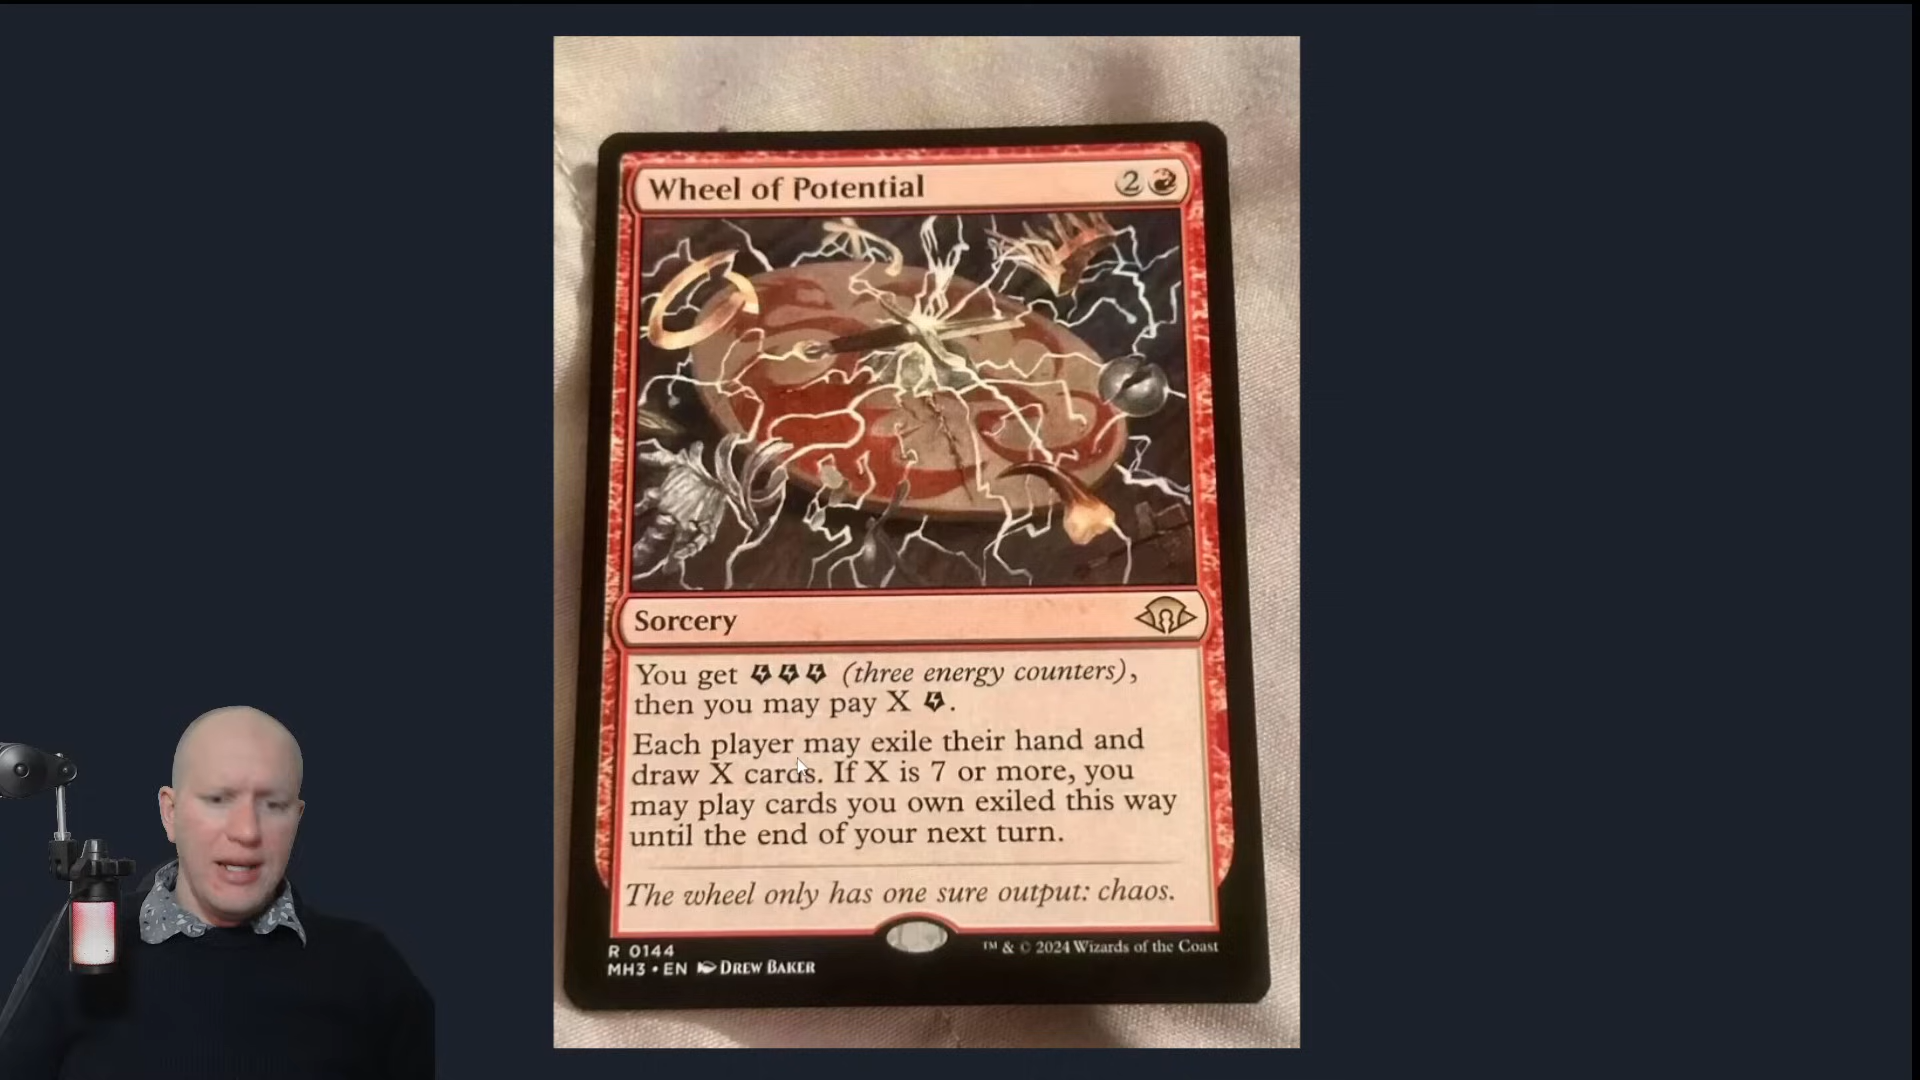 Wheel of Potential 2
Sorcery
You get (three energy counters),
then you may pay X .
Each player may exile their hand and
draw X cards. If X is 7 or more, you
may play cards you own exiled this way
until the end of your next turn.
The wheel only has one sure output: chaos.
R 0144
MH3 • EN DREW BAKER
™ & © 2024 Wizards of the Coast